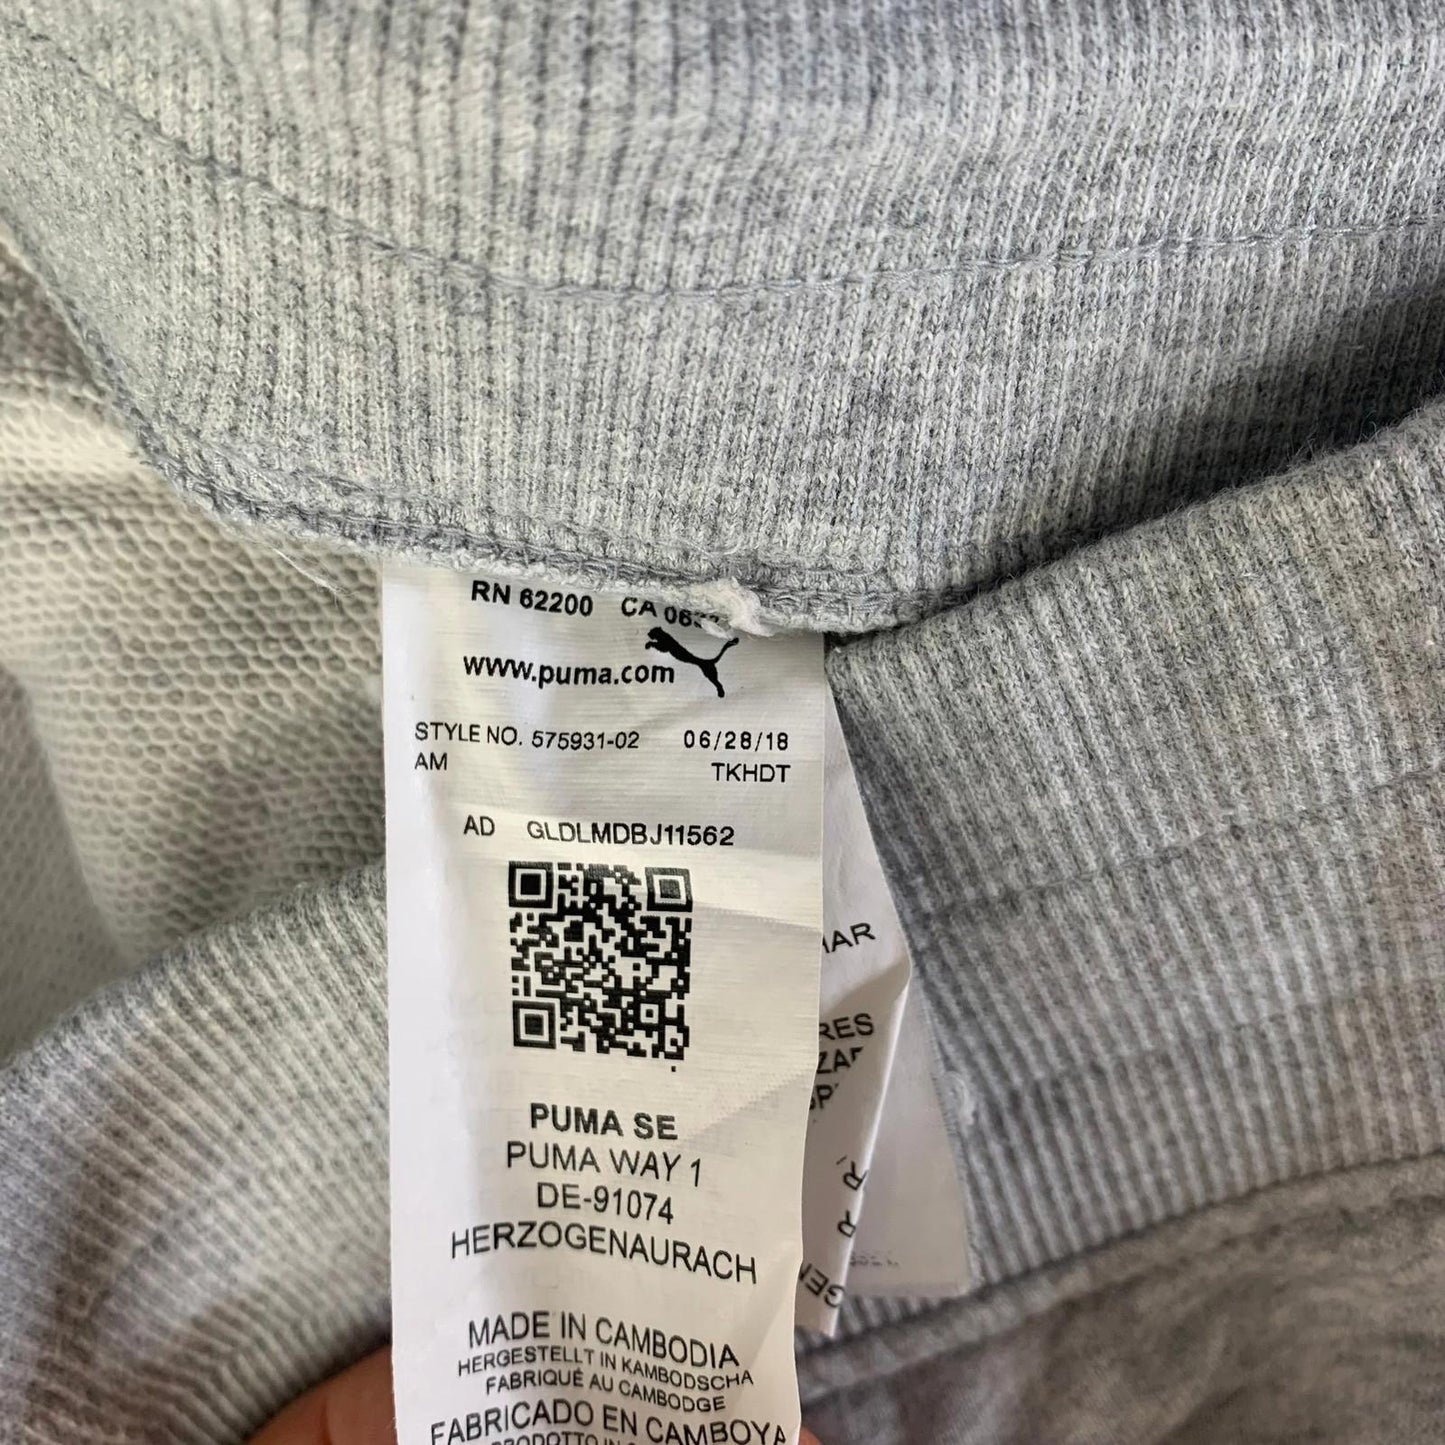 RN 62200 CA
www.puma.com
STYLE NO. 575931-02 06/28/18
AM TKHDT
AD GLDLMDBJ11562
PUMA SE
PUMA WAY 1
DE-91074
HERZOGENAURACH
MADE IN CAMBODIA
HERGESTELLT IN KAMBODSCHA
FABRIQUÉ AU CAMBODGE
FABRICADO EN CAMBOYA